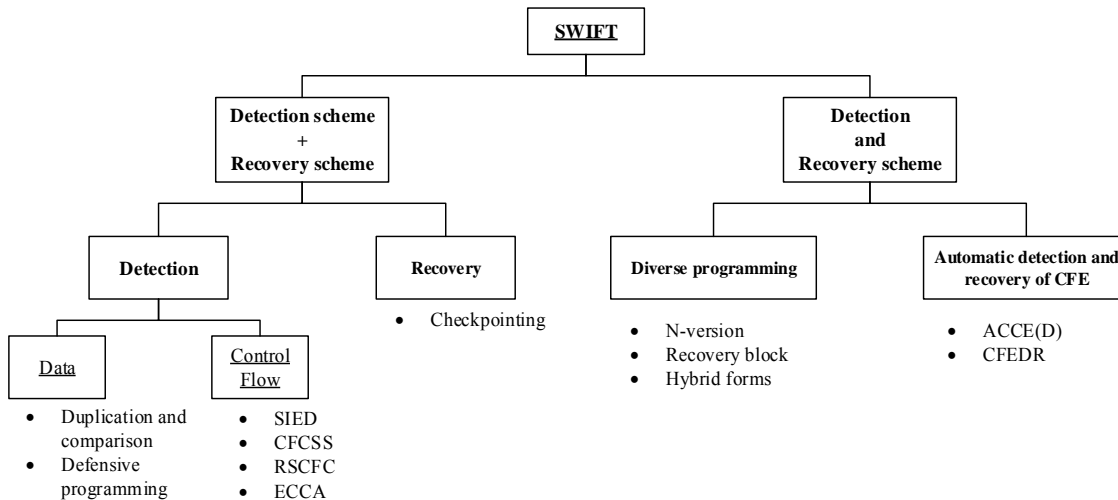 SWIFT
Detection scheme
+
Recovery scheme
Detection
and
Recovery scheme
Detection
Recovery
Diverse programming
Automatic detection and
recovery of CFE
• Checkpointing
• N-version
• Recovery block
• Hybrid forms
• ACCE(D)
• CFEDR
Data
Control
Flow
• Duplication and
comparison
• Defensive
programming
• SIED
• CFCSS
• RSCFC
• ECCA